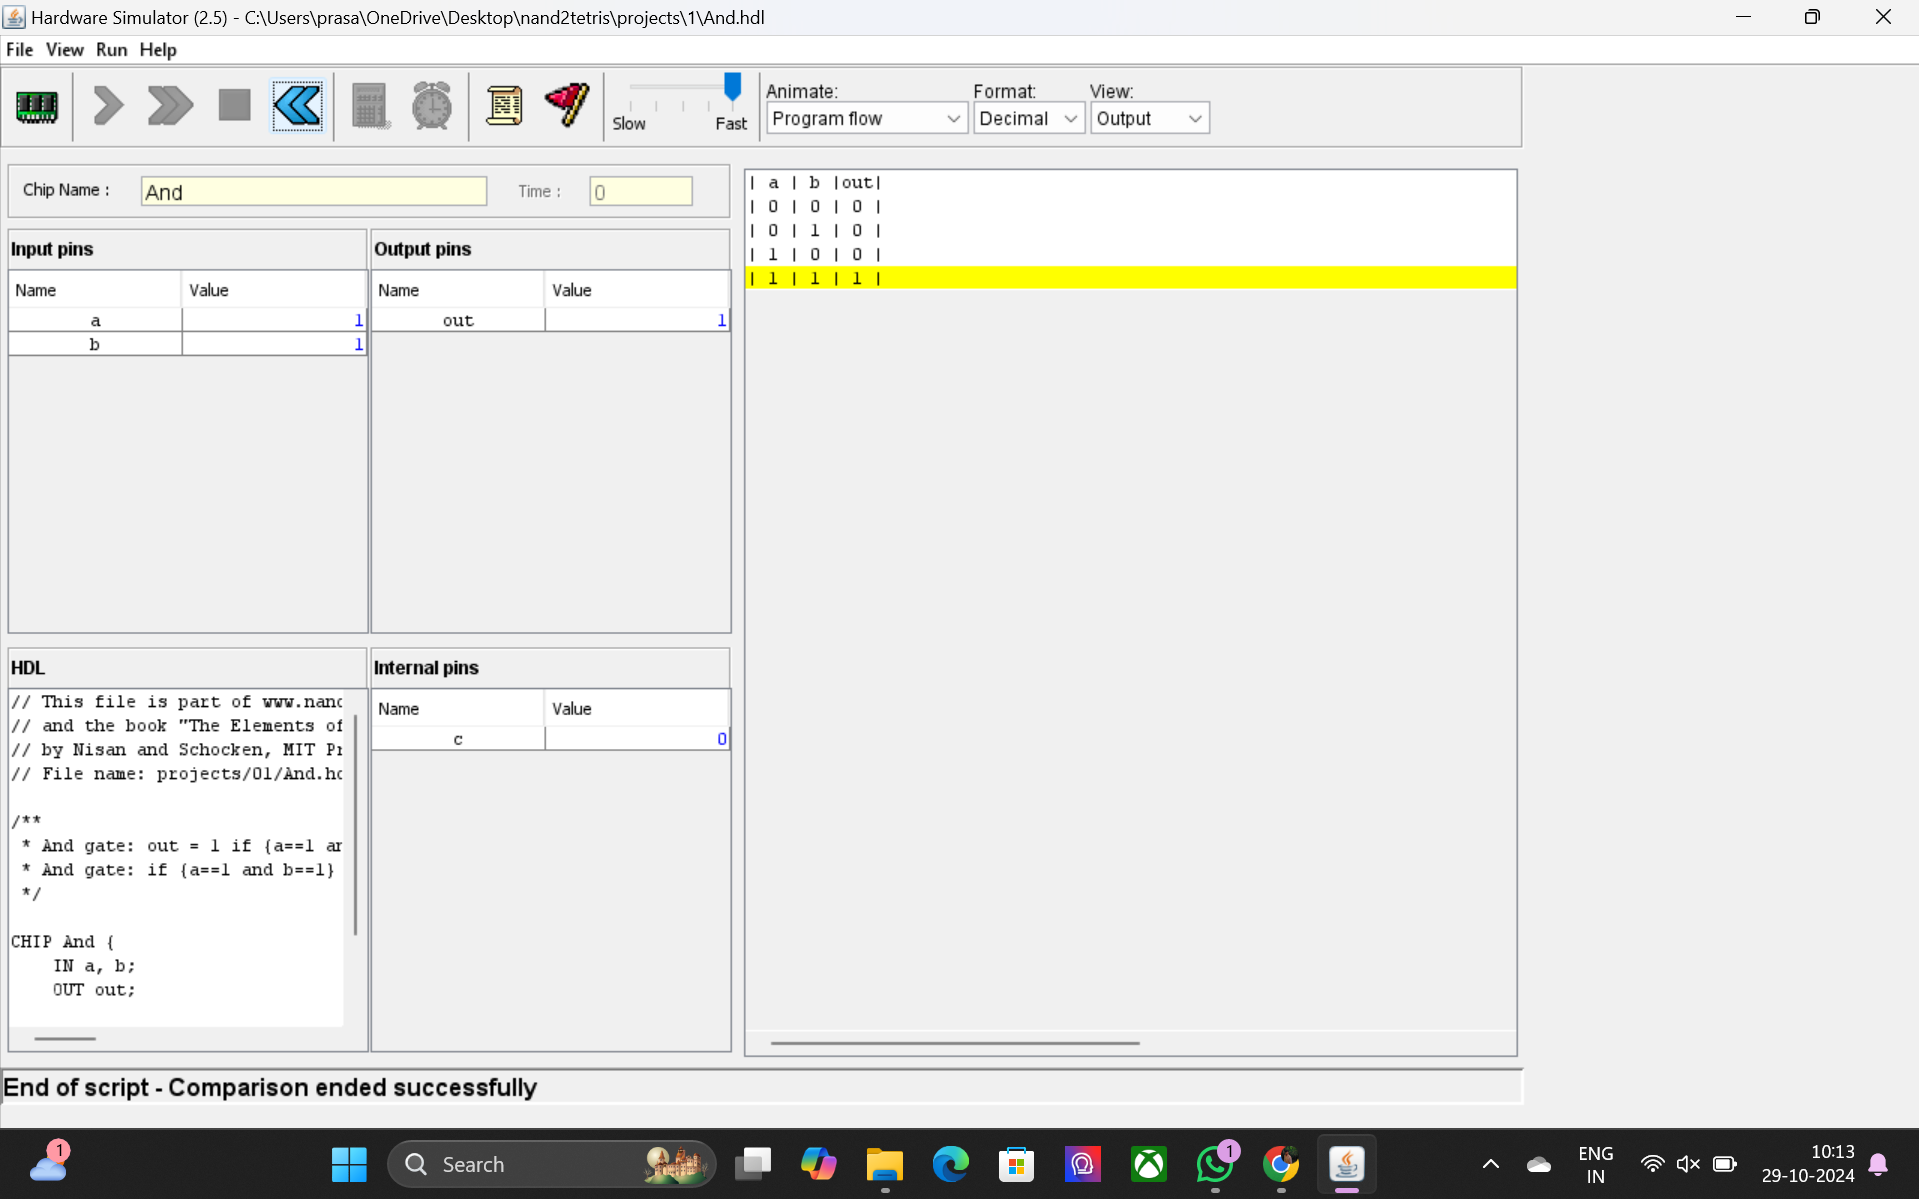 Hardware Simulator (2.5) - C:\Users\prasa\OneDrive\Desktop\nand2tetris\projects\1\And.hdl
File View Run Help
Slow Fast
Animate:
Program flow
Format:
Decimal
View:
Output
Chip Name : And Time : 0
Input pins
Name Value
a 1
b 1
Output pins
Name Value
out 1
| a | b |out|
| 0 | 0 | 0 |
| 0 | 1 | 0 |
| 1 | 0 | 0 |
| 1 | 1 | 1 |
HDL
// This file is part of www.nand
// and the book "The Elements of
// by Nisan and Schocken, MIT Pr
// File name: projects/01/And.hd
/**
* And gate: out = 1 if {a==1 an
* And gate: if {a==1 and b==1}
*/
CHIP And {
IN a, b;
OUT out;
Internal pins
Name Value
c 0
End of script - Comparison ended successfully
1
Search
1
ENG
IN
10:13
29-10-2024